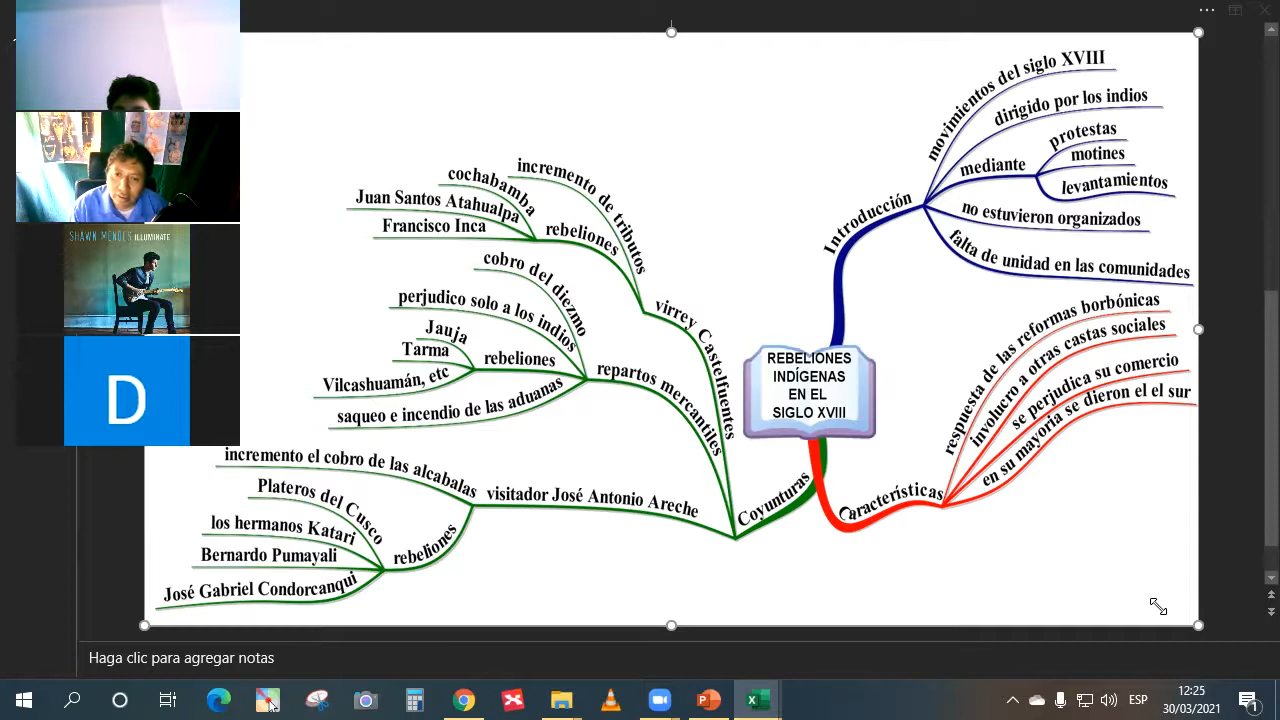 SHAWN MENDES ILLUMINATE
D
REBELIONES
INDÍGENAS
EN EL
SIGLO XVIII
Introducción
movimientos del siglo XVIII
dirigido por los indios
mediante
protestas
motines
levantamientos
no estuvieron organizados
falta de unidad en las comunidades
Características
respuesta de las reformas borbónicas
involucro a otras castas sociales
se perjudica su comercio
en su mayoria se dieron el el sur
Coyunturas
virrey Castelfuentes
incremento de tributos
rebeliones
cochabamba
Juan Santos Atahualpa
Francisco Inca
repartos mercantiles
cobro del diezmo
perjudico solo a los indios
rebeliones
Jauja
Tarma
Vilcashuamán, etc
saqueo e incendio de las aduanas
visitador José Antonio Areche
incremento el cobro de las alcabalas
rebeliones
Plateros del Cusco
los hermanos Katari
Bernardo Pumayali
José Gabriel Condorcanqui
Haga clic para agregar notas
ESP
12:25
30/03/2021
1